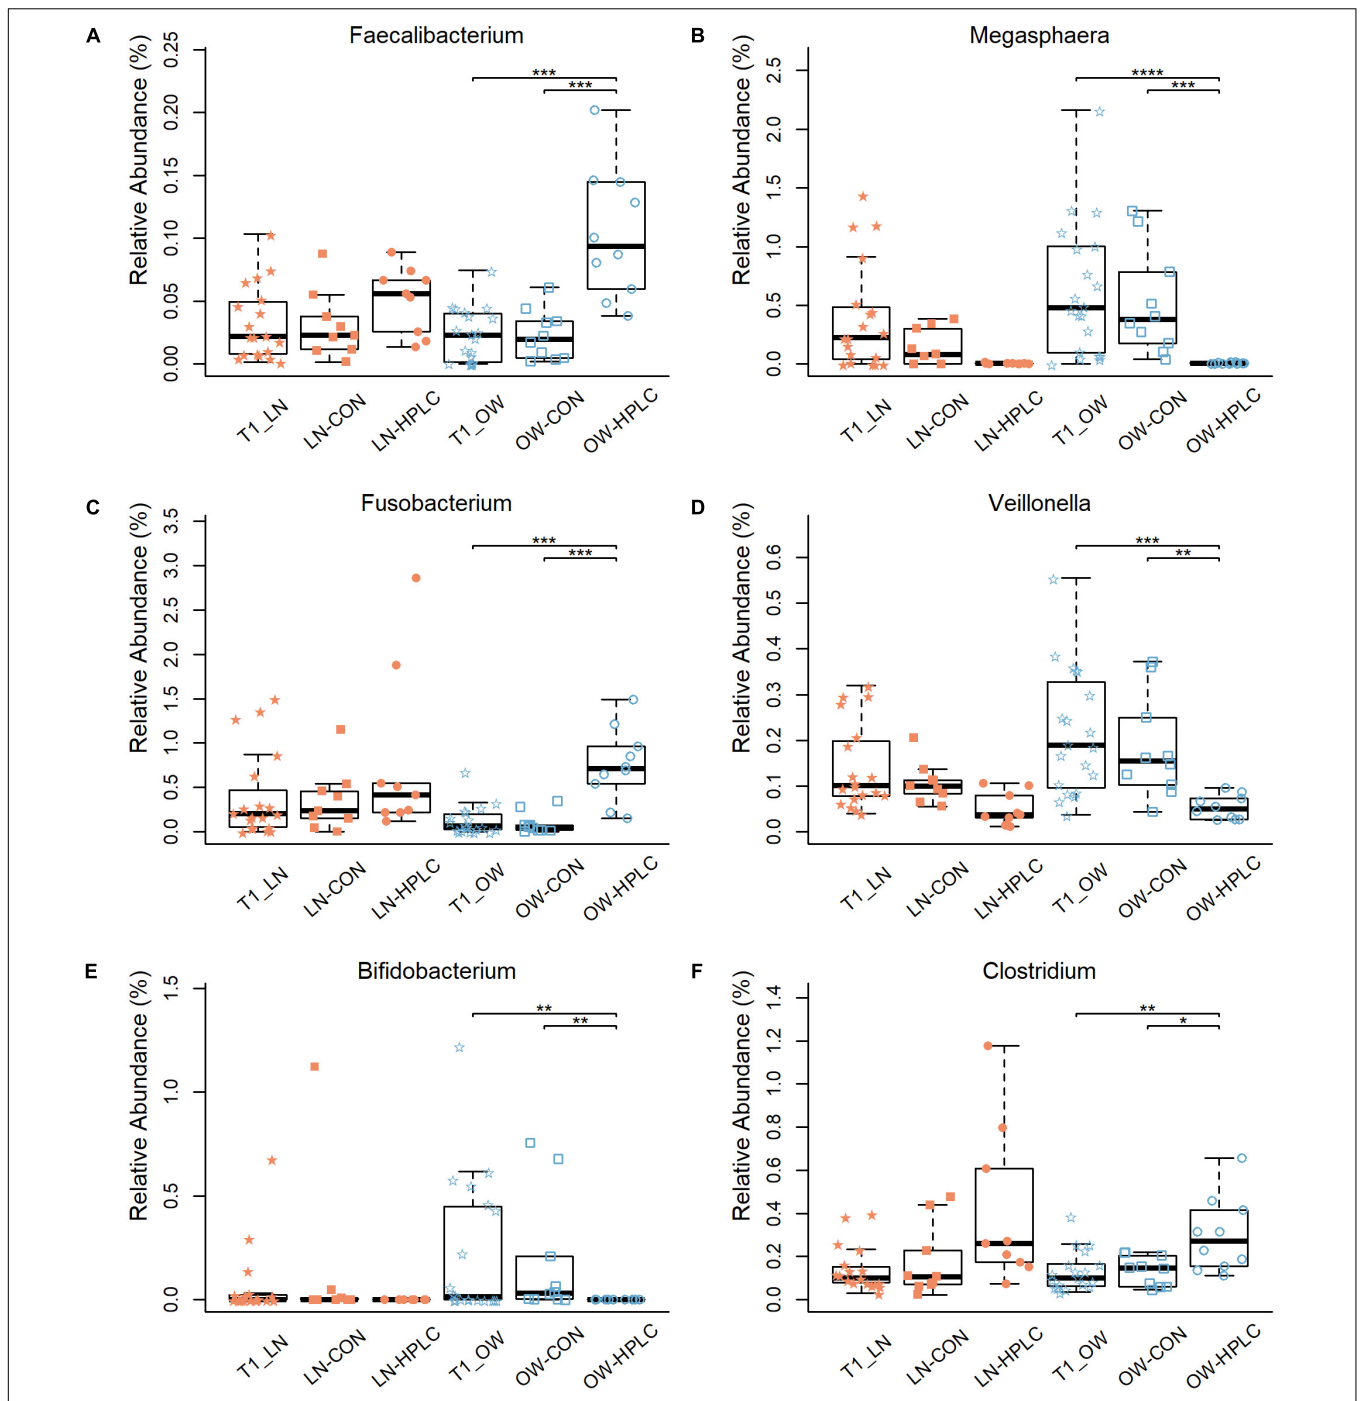 A Faecalibacterium
Relative Abundance (%)
0.25
0.20
0.15
0.10
0.05
0.00
*** 
***
T1_LN LN-CON LN-HPLC T1_OW OW-CON OW-HPLC
B Megasphaera
Relative Abundance (%)
2.5
2.0
1.5
1.0
0.5
0.0
****
***
T1_LN LN-CON LN-HPLC T1_OW OW-CON OW-HPLC
C Fusobacterium
Relative Abundance (%)
3.5
3.0
2.5
2.0
1.5
1.0
0.5
0.0
***
***
T1_LN LN-CON LN-HPLC T1_OW OW-CON OW-HPLC
D Veillonella
Relative Abundance (%)
0.6
0.5
0.4
0.3
0.2
0.1
0.0
***
**
T1_LN LN-CON LN-HPLC T1_OW OW-CON OW-HPLC
E Bifidobacterium
Relative Abundance (%)
1.5
1.0
0.5
0.0
**
**
T1_LN LN-CON LN-HPLC T1_OW OW-CON OW-HPLC
F Clostridium
Relative Abundance (%)
1.4
1.2
1.0
0.8
0.6
0.4
0.2
0.0
**
*
T1_LN LN-CON LN-HPLC T1_OW OW-CON OW-HPLC